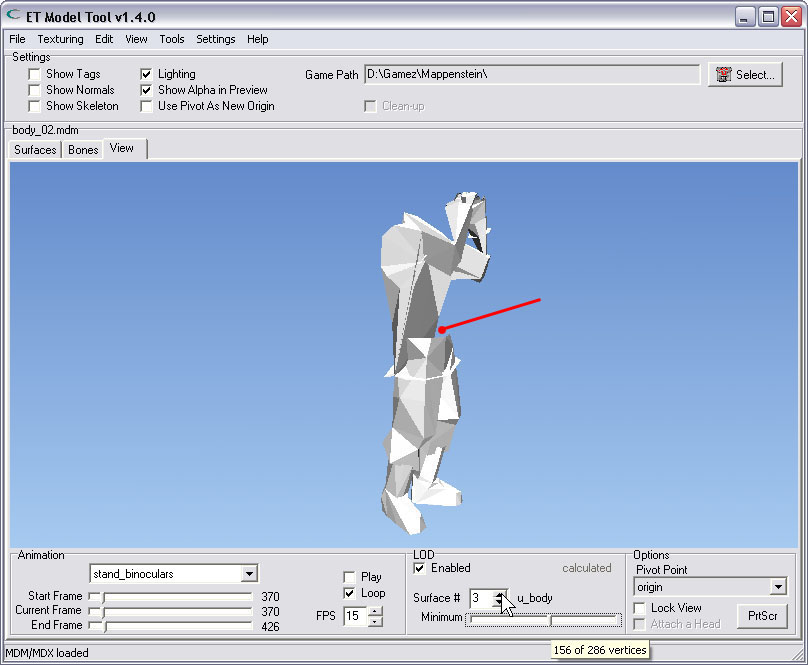 ET Model Tool v1.4.0
File Texturing Edit View Tools Settings Help
Settings
Show Tags Lighting Game Path D:\Gamez\Mappenstein\ Select...
Show Normals Show Alpha in Preview
Show Skeleton Use Pivot As New Origin Clean-up
body_02.mdm
Surfaces Bones View
Animation LOD Options
stand_binoculars Play Enabled calculated Pivot Point
origin
Start Frame 370 Loop Surface # 3 u_body Lock View
Current Frame 370 FPS 15 Minimum Attach a Head PrtScr
End Frame 426
MDM/MDX loaded 156 of 286 vertices